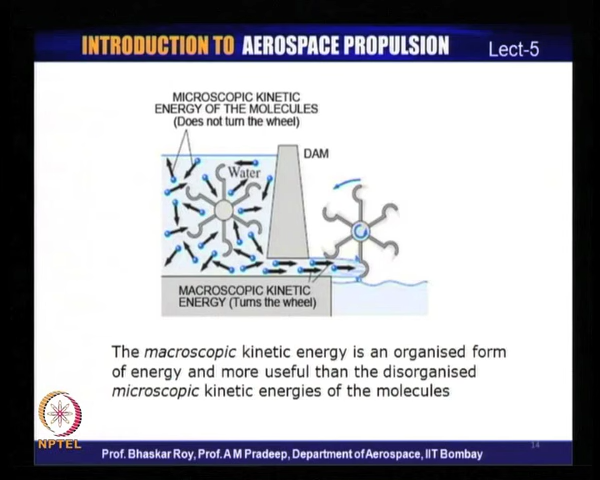 INTRODUCTION TO AEROSPACE PROPULSION
Lect-5
MICROSCOPIC KINETIC
ENERGY OF THE MOLECULES
(Does not turn the wheel)
DAM
Water
MACROSCOPIC KINETIC
ENERGY (Turns the wheel)
The macroscopic kinetic energy is an organised form
of energy and more useful than the disorganised
microscopic kinetic energies of the molecules
NPTEL
14
Prof. Bhaskar Roy, Prof. A M Pradeep, Department of Aerospace, IIT Bombay